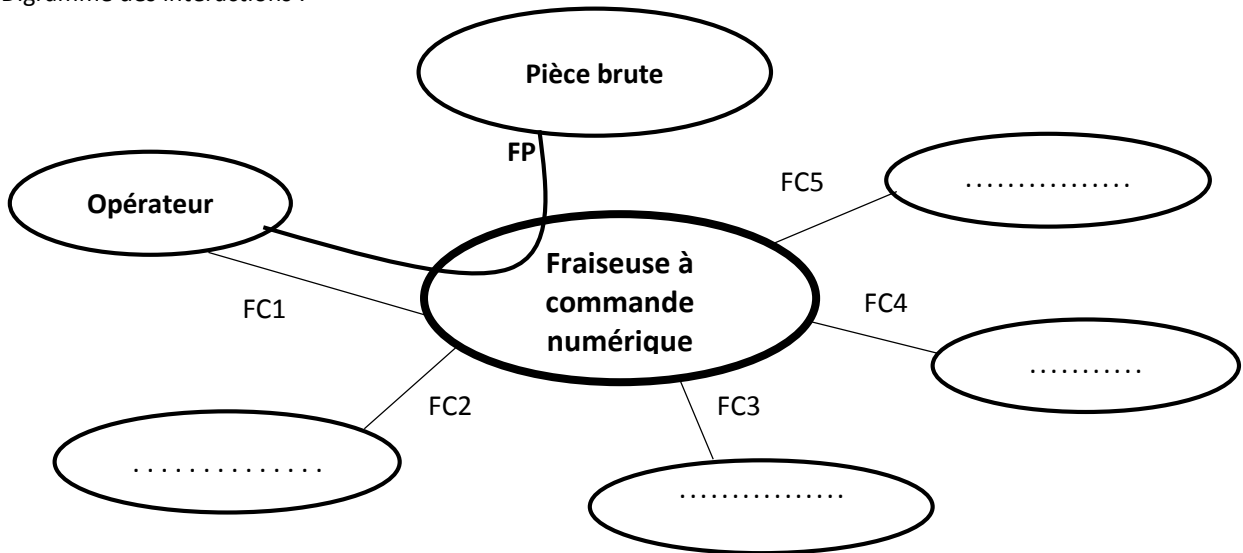 Digramme des interactions :
Pièce brute
FP
Opérateur
FC5
................
Fraiseuse à
commande
numérique
FC1
FC4
...........
FC2
FC3
..............
................